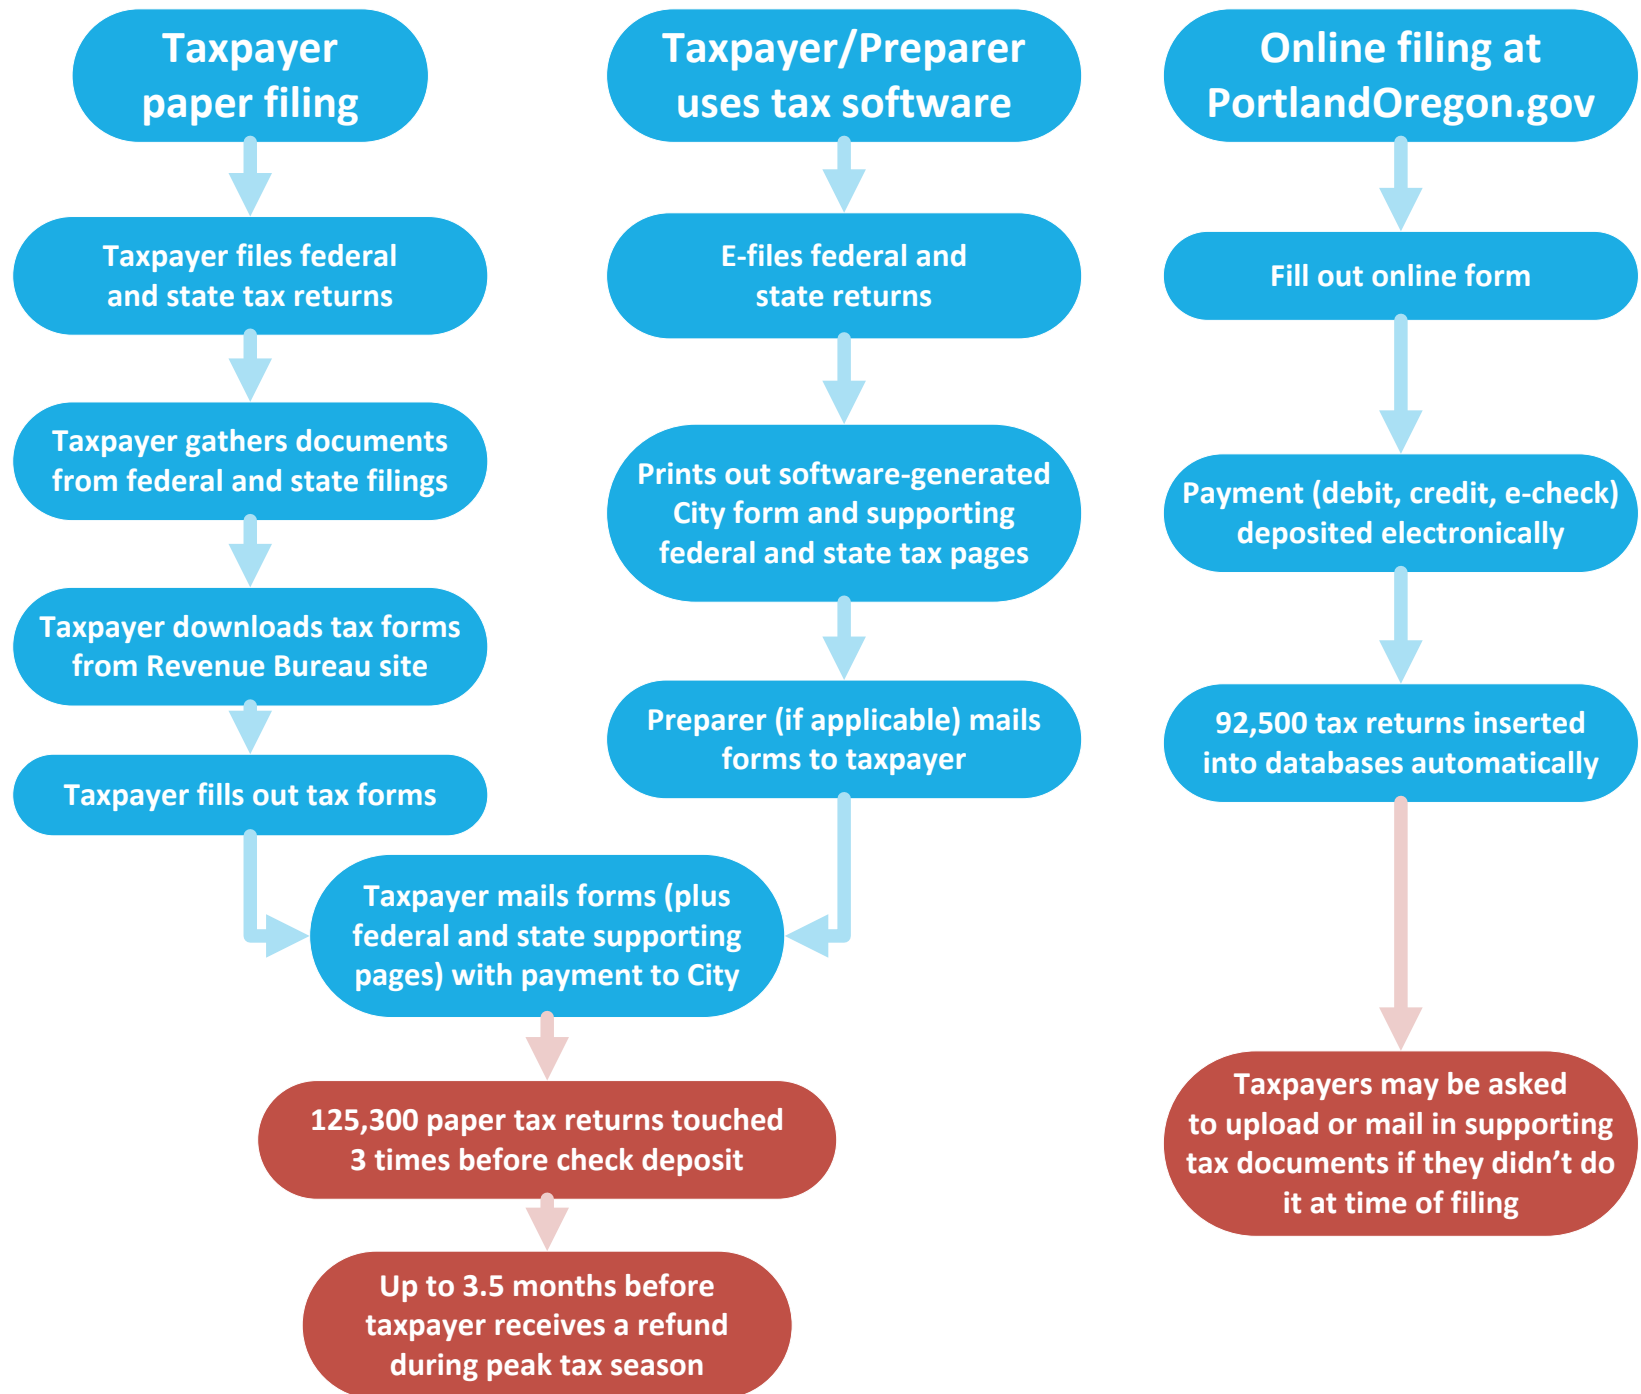 Taxpayer
paper filing
Taxpayer files federal
and state tax returns
Taxpayer gathers documents
from federal and state filings
Taxpayer downloads tax forms
from Revenue Bureau site
Taxpayer fills out tax forms
Taxpayer/Preparer
uses tax software
E-files federal and
state returns
Prints out software-generated
City form and supporting
federal and state tax pages
Preparer (if applicable) mails
forms to taxpayer
Taxpayer mails forms (plus
federal and state supporting
pages) with payment to City
125,300 paper tax returns touched
3 times before check deposit
Up to 3.5 months before
taxpayer receives a refund
during peak tax season
Online filing at
PortlandOregon.gov
Fill out online form
Payment (debit, credit, e-check)
deposited electronically
92,500 tax returns inserted
into databases automatically
Taxpayers may be asked
to upload or mail in supporting
tax documents if they didn’t do
it at time of filing